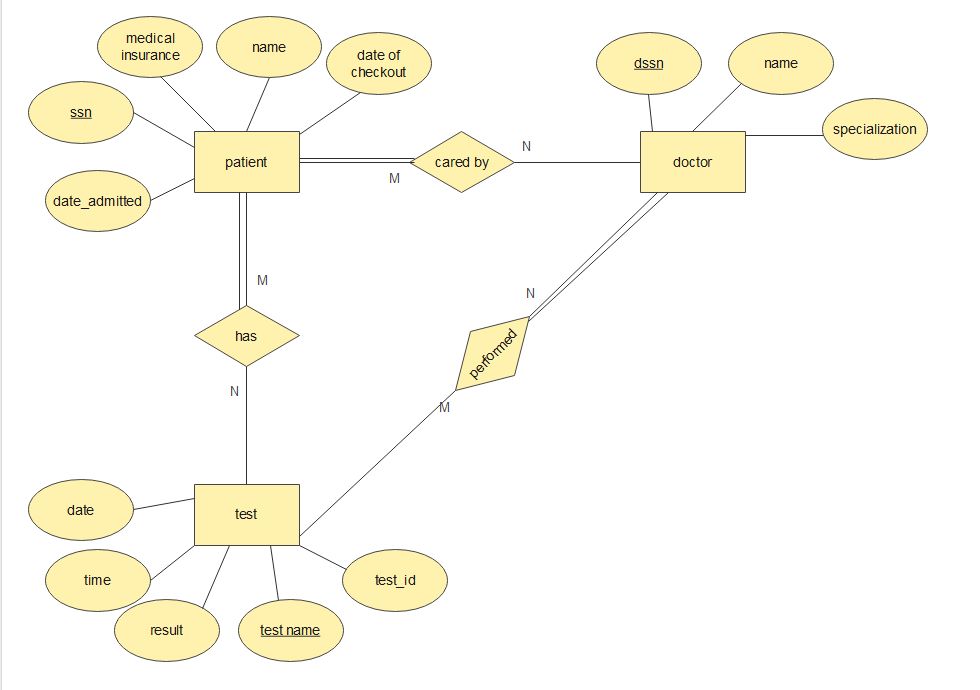 medical
insurance
name
date of
checkout
dssn
name
ssn
specialization
patient
cared by
N
doctor
M
date_admitted
M
N
has
performed
N
M
date
test
time
test_id
result
test name